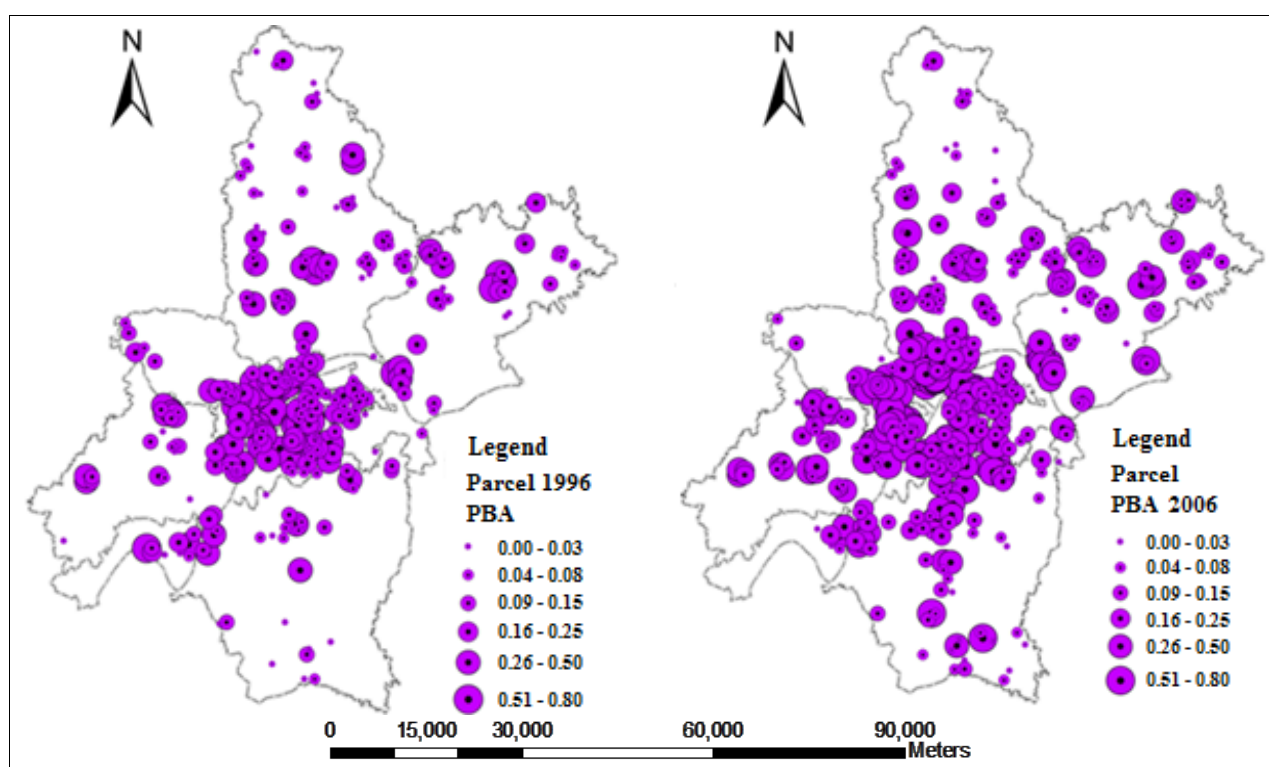 N
N
Legend
Parcel 1996
PBA
0.00 - 0.03
0.04 - 0.08
0.09 - 0.15
0.16 - 0.25
0.26 - 0.50
0.51 - 0.80
Legend
Parcel
PBA 2006
0.00 - 0.03
0.04 - 0.08
0.09 - 0.15
0.16 - 0.25
0.26 - 0.50
0.51 - 0.80
0 15,000 30,000 60,000 90,000
Meters